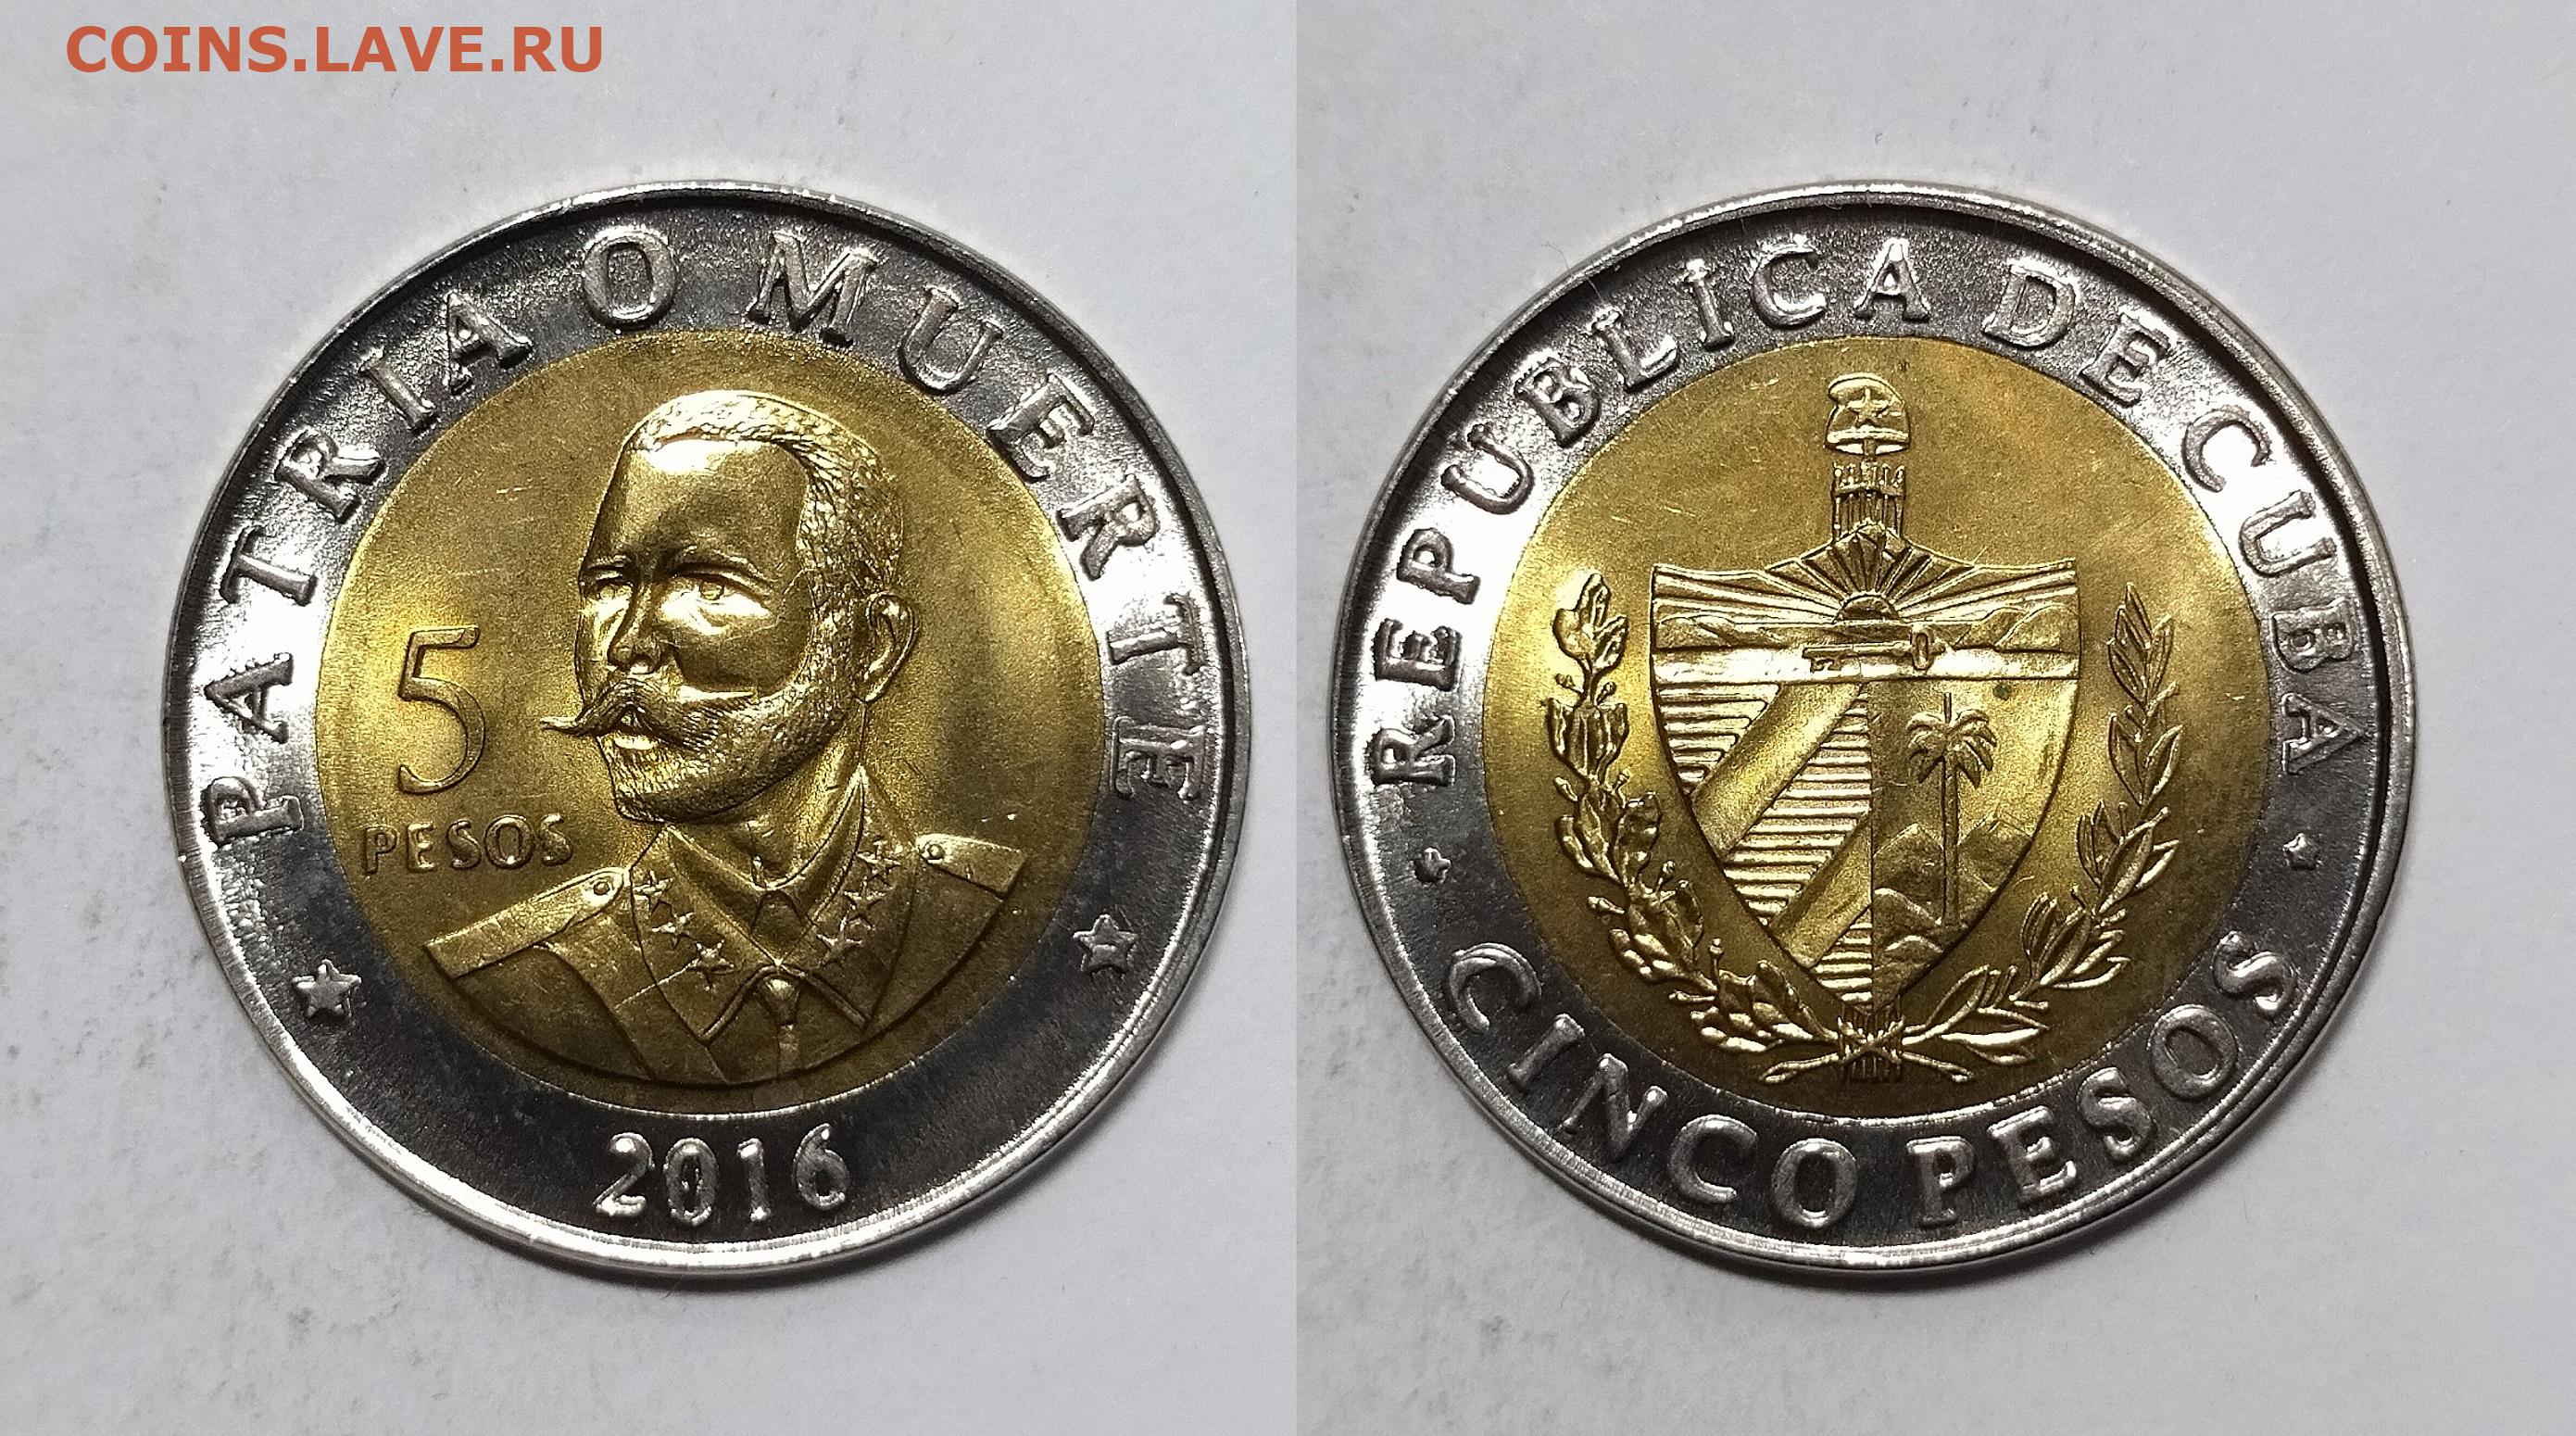 COINS.LAVE.RU
PATRIA O MUERTE
5
PESOS
2016
REPUBLICA DE CUBA
CINCO PESOS